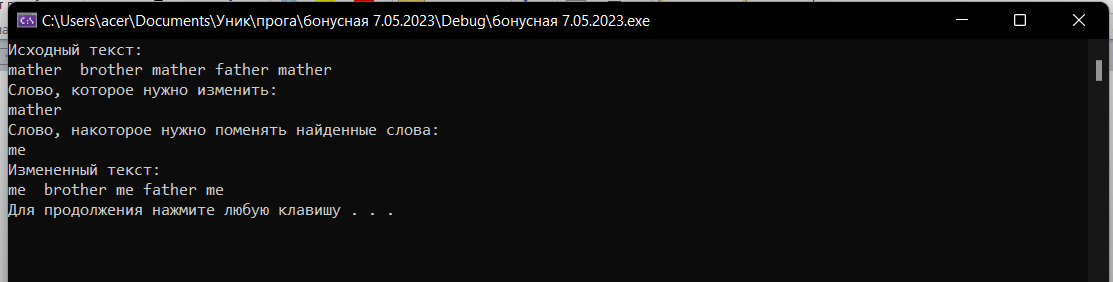 C:\Users\acer\Documents\Уник\прога\бонусная 7.05.2023\Debug\бонусная 7.05.2023.exe
Исходный текст:
mather  brother mather father mather
Слово, которое нужно изменить:
mather
Слово, накоторое нужно поменять найденные слова:
me
Измененный текст:
me  brother me father me
Для продолжения нажмите любую клавишу . . .